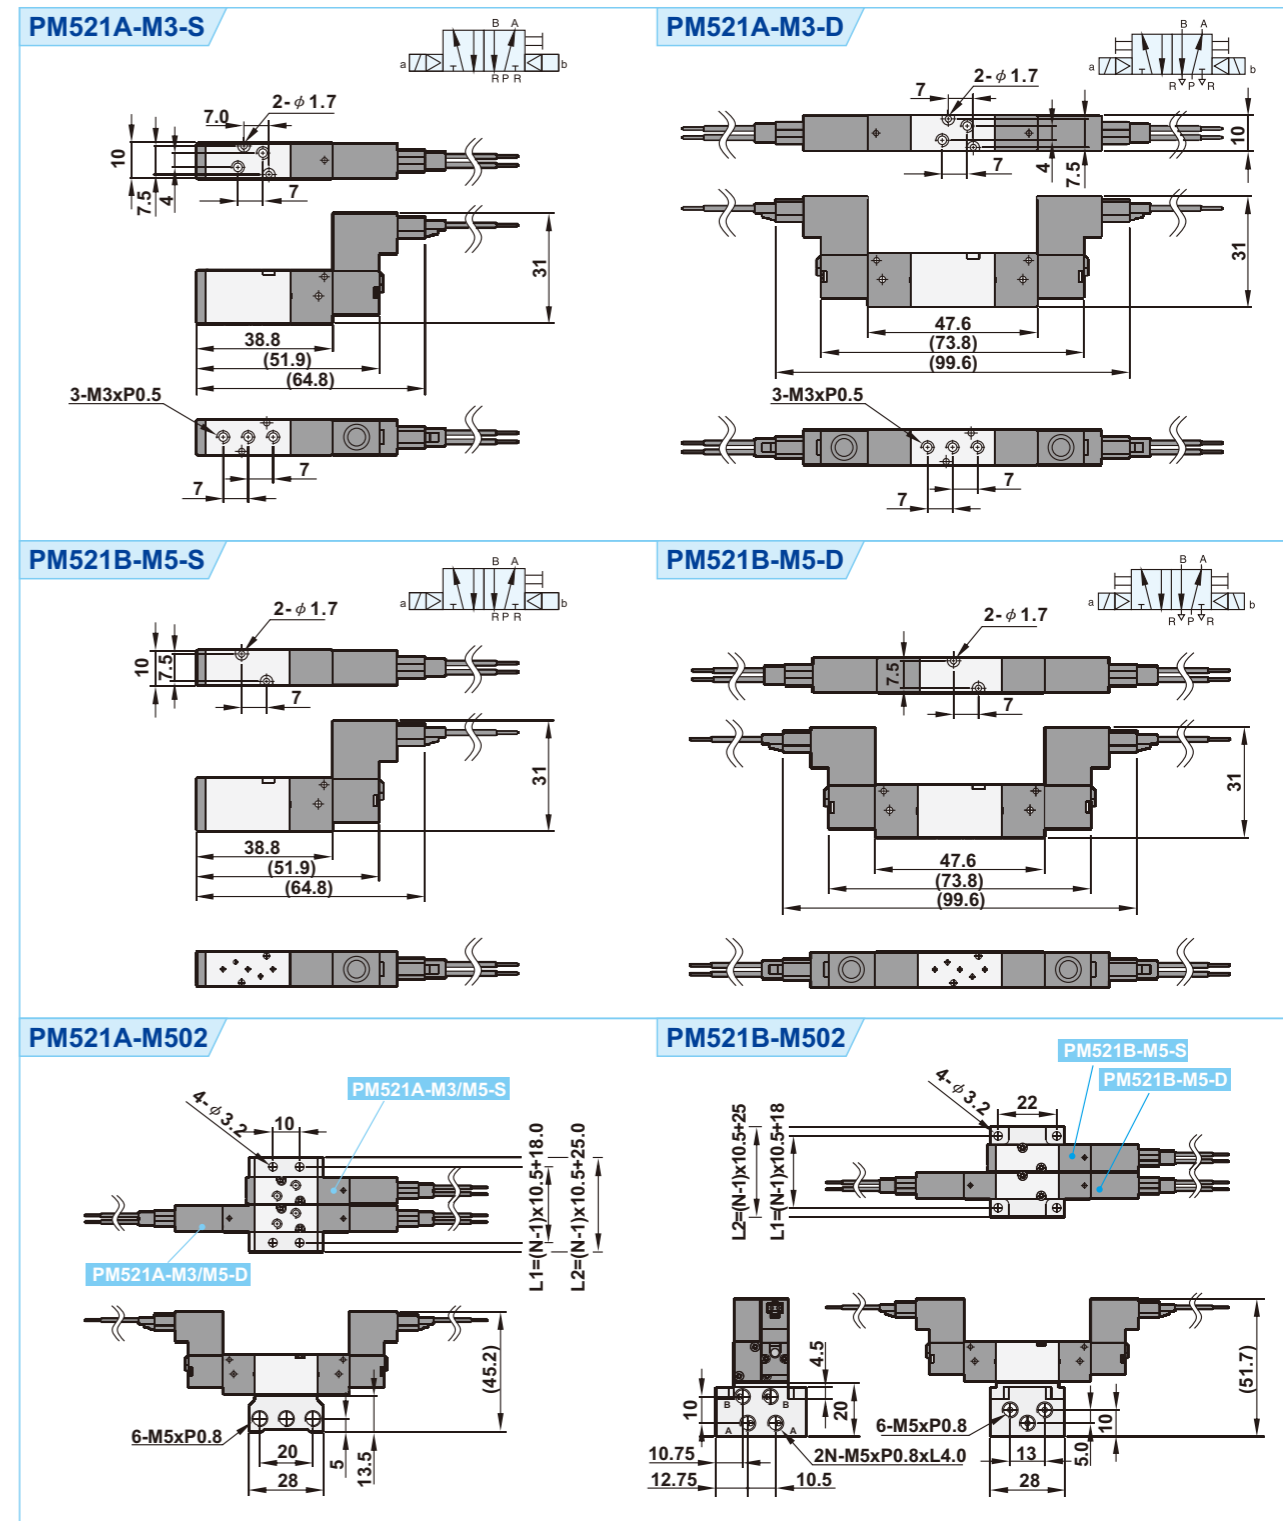 PM521A-M3-S
B A
a
b
R P R
2-φ1.7
7.0
10
7.5
4
7
31
38.8
(51.9)
(64.8)
3-M3xP0.5
7
7
PM521A-M3-D
B A
a
b
R P R
2-φ1.7
7
10
4
7.5
7
31
47.6
(73.8)
(99.6)
3-M3xP0.5
7
7
PM521B-M5-S
B A
a
b
R P R
2-φ1.7
10
7.5
7
31
38.8
(51.9)
(64.8)
PM521B-M5-D
B A
a
b
R P R
2-φ1.7
7.5
7
31
47.6
(73.8)
(99.6)
PM521A-M502
4-φ3.2
10
PM521A-M3/M5-S
PM521A-M3/M5-D
L1=(N-1)x10.5+18.0
L2=(N-1)x10.5+25.0
(45.2)
6-M5xP0.8
20
28
5
13.5
PM521B-M502
PM521B-M5-S
PM521B-M5-D
4-φ3.2
22
L2=(N-1)x10.5+25
L1=(N-1)x10.5+18
4.5
20
10
B
B
A
A
10.75
12.75
10.5
2N-M5xP0.8xL4.0
6-M5xP0.8
13
28
5.0
10
(51.7)